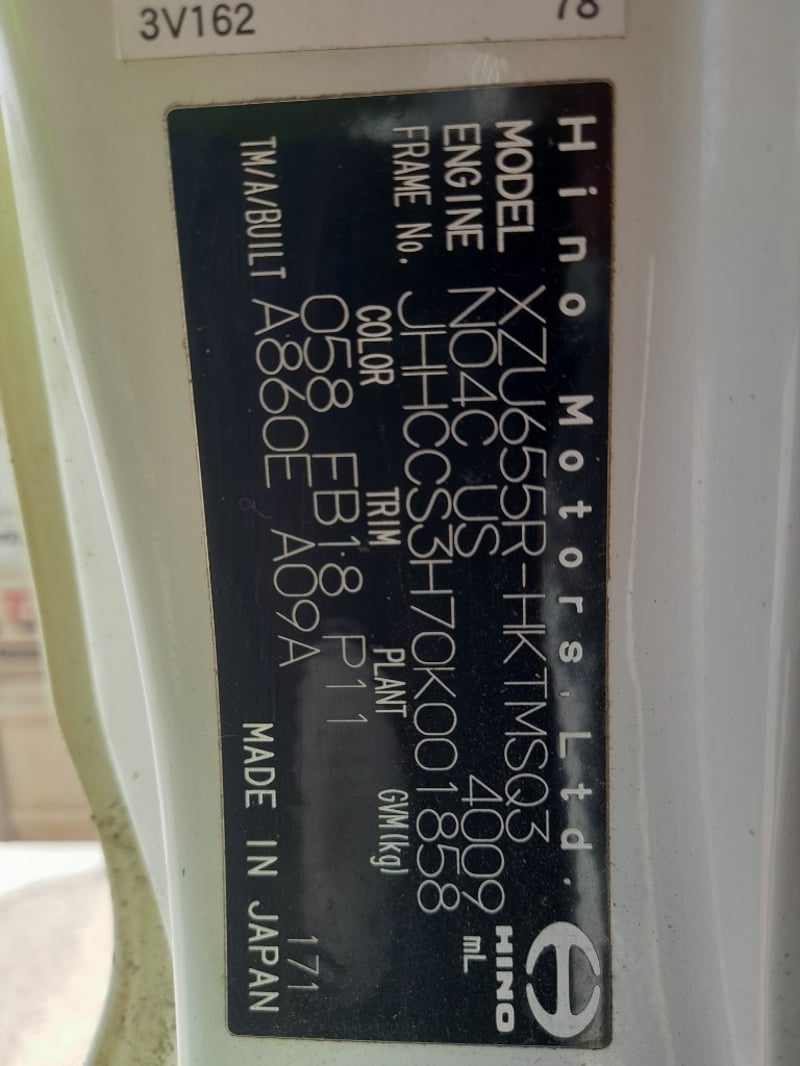 3V162 78
Hino Motors, Ltd.
MODEL XZU655R-HKTMSQ3
ENGINE N04C US 4009 mL
HINO
FRAME No. JHHCCS3H70K001858
COLOR TRIM PLANT GVM(kg)
058 FB18 P11
TM/A/BUILT A860E A09A 171
MADE IN JAPAN